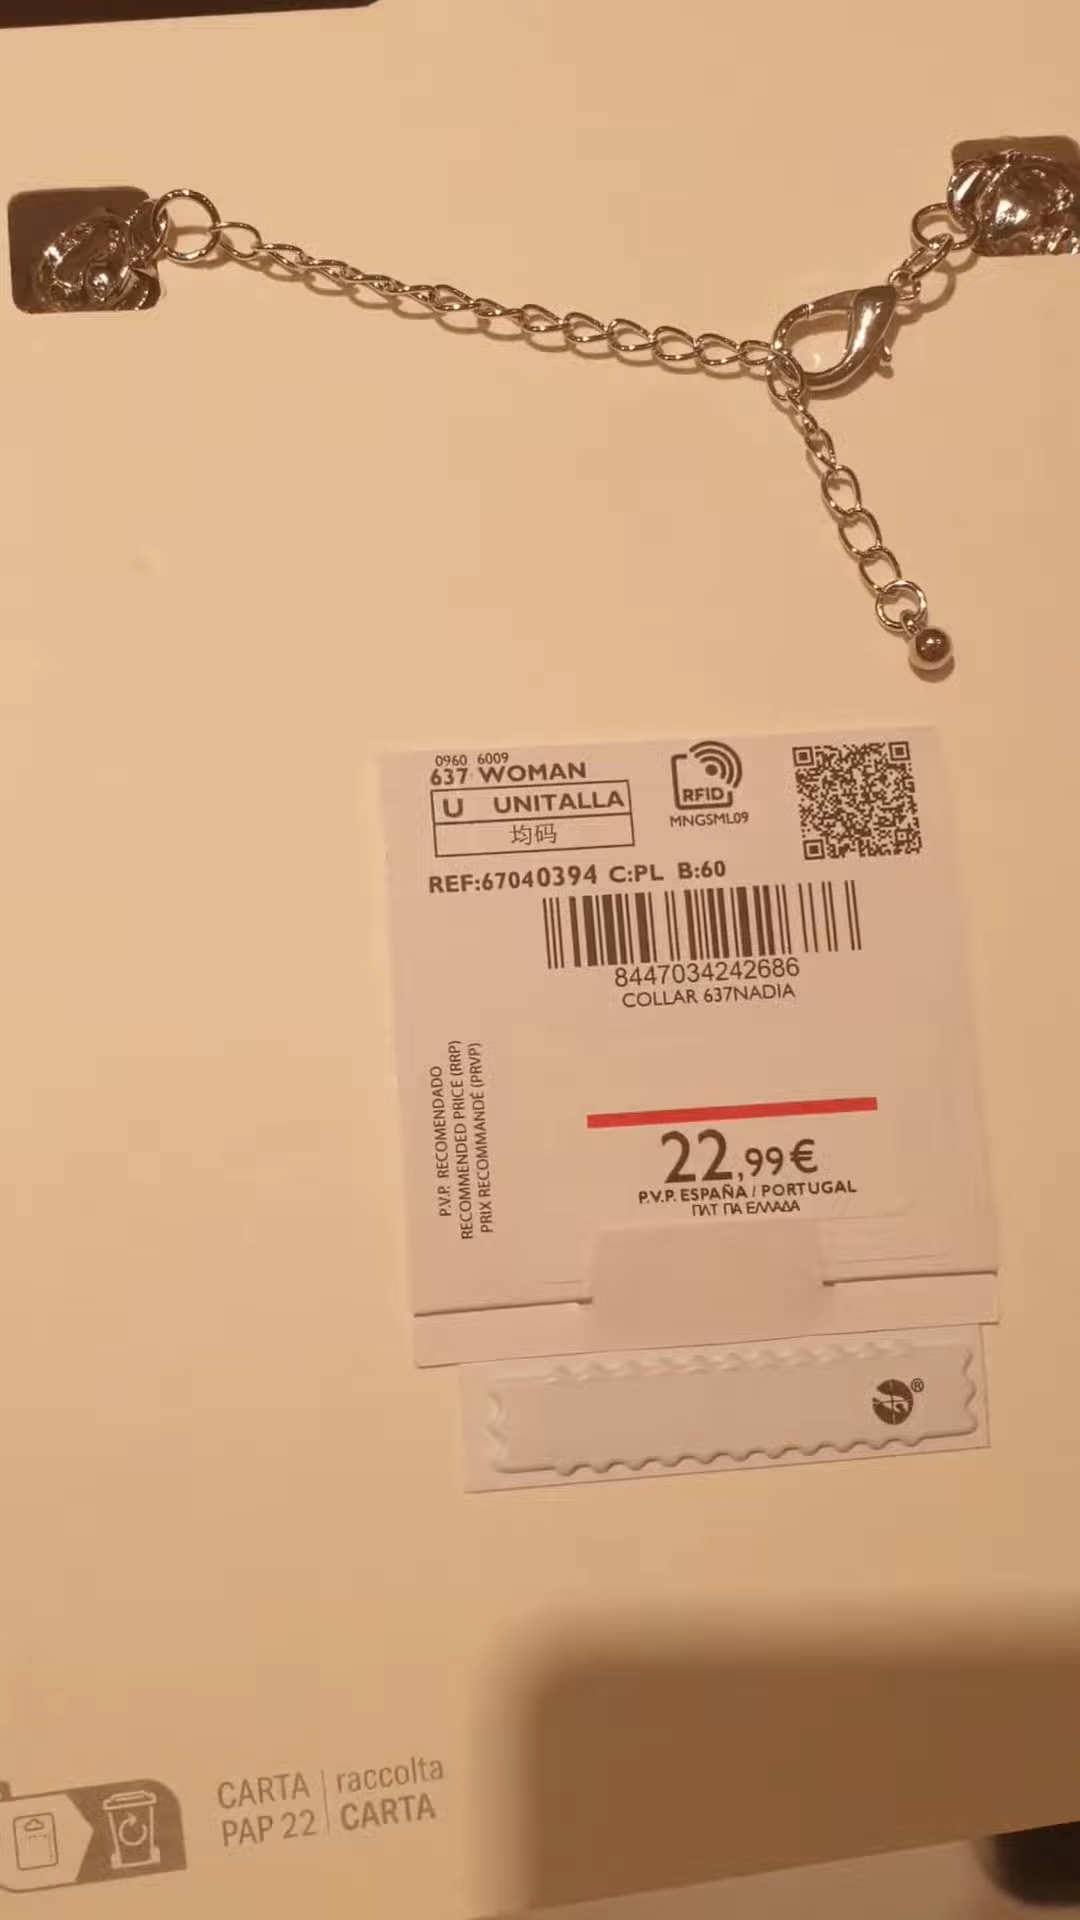 0960 6009
637 WOMAN
U UNITALLA
均码
RFID
MNGSML09
REF:67040394 C:PL B:60
8447034242686
COLLAR 637NADIA
P.V.P. RECOMENDADO
RECOMMENDED PRICE (RRP)
PRIX RECOMMANDÉ (PRVP)
22,99€
P.V.P. ESPAÑA / PORTUGAL
ΠΛΤ ΓΙΑ ΕΛΛΑΔΑ
®
CARTA | raccolta
PAP 22 | CARTA